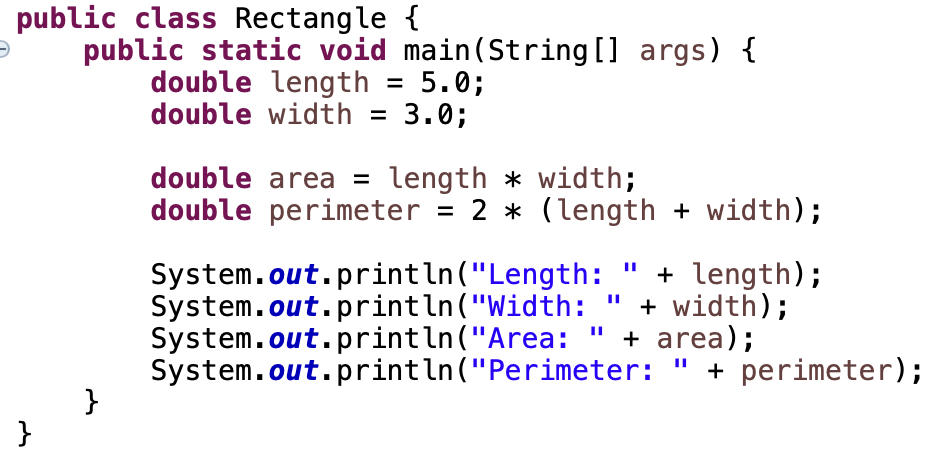 public class Rectangle {
    public static void main(String[] args) {
        double length = 5.0;
        double width = 3.0;

        double area = length * width;
        double perimeter = 2 * (length + width);

        System.out.println("Length: " + length);
        System.out.println("Width: " + width);
        System.out.println("Area: " + area);
        System.out.println("Perimeter: " + perimeter);
    }
}